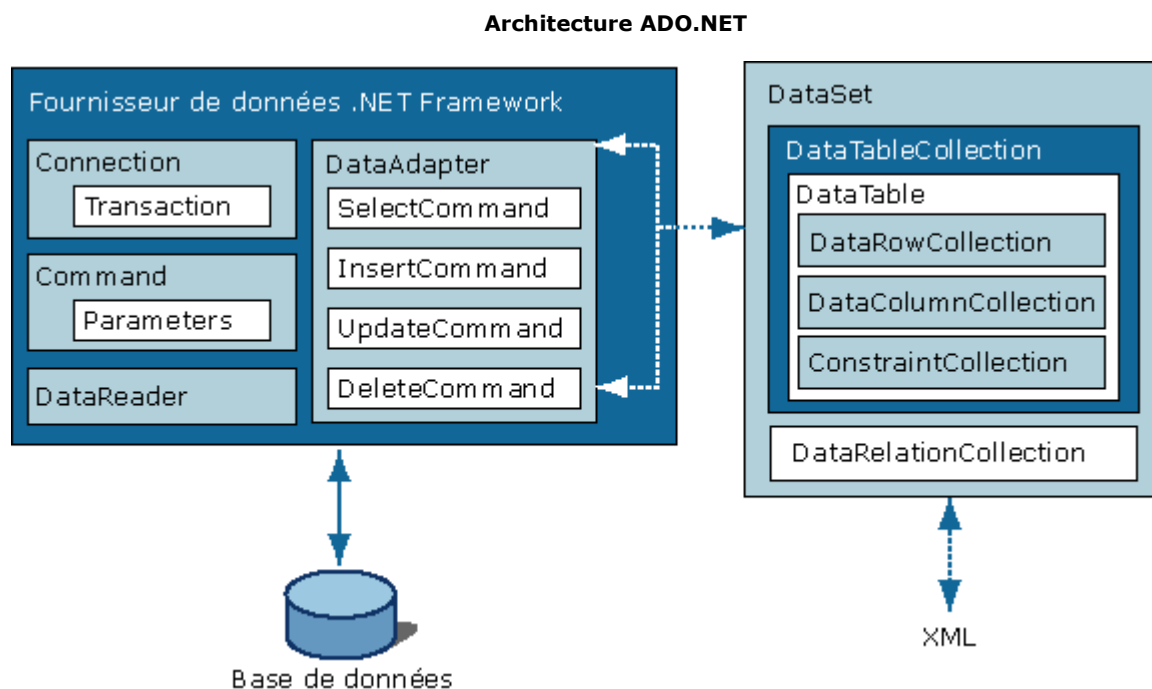 Architecture ADO.NET
Fournisseur de données .NET Framework
Connection
Transaction
Command
Parameters
DataReader
DataAdapter
SelectCommand
InsertCommand
UpdateCommand
DeleteCommand
Base de données
DataSet
DataTableCollection
DataTable
DataRowCollection
DataColumnCollection
ConstraintCollection
DataRelationCollection
XML